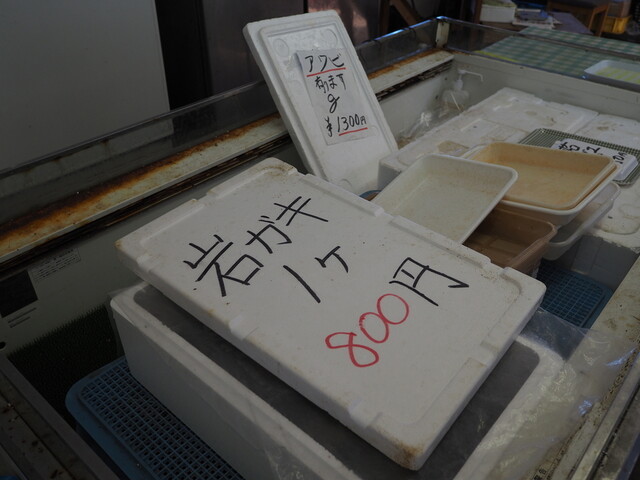 アワビ
有ります
g
¥1300円
岩ガキ
1ヶ
800円